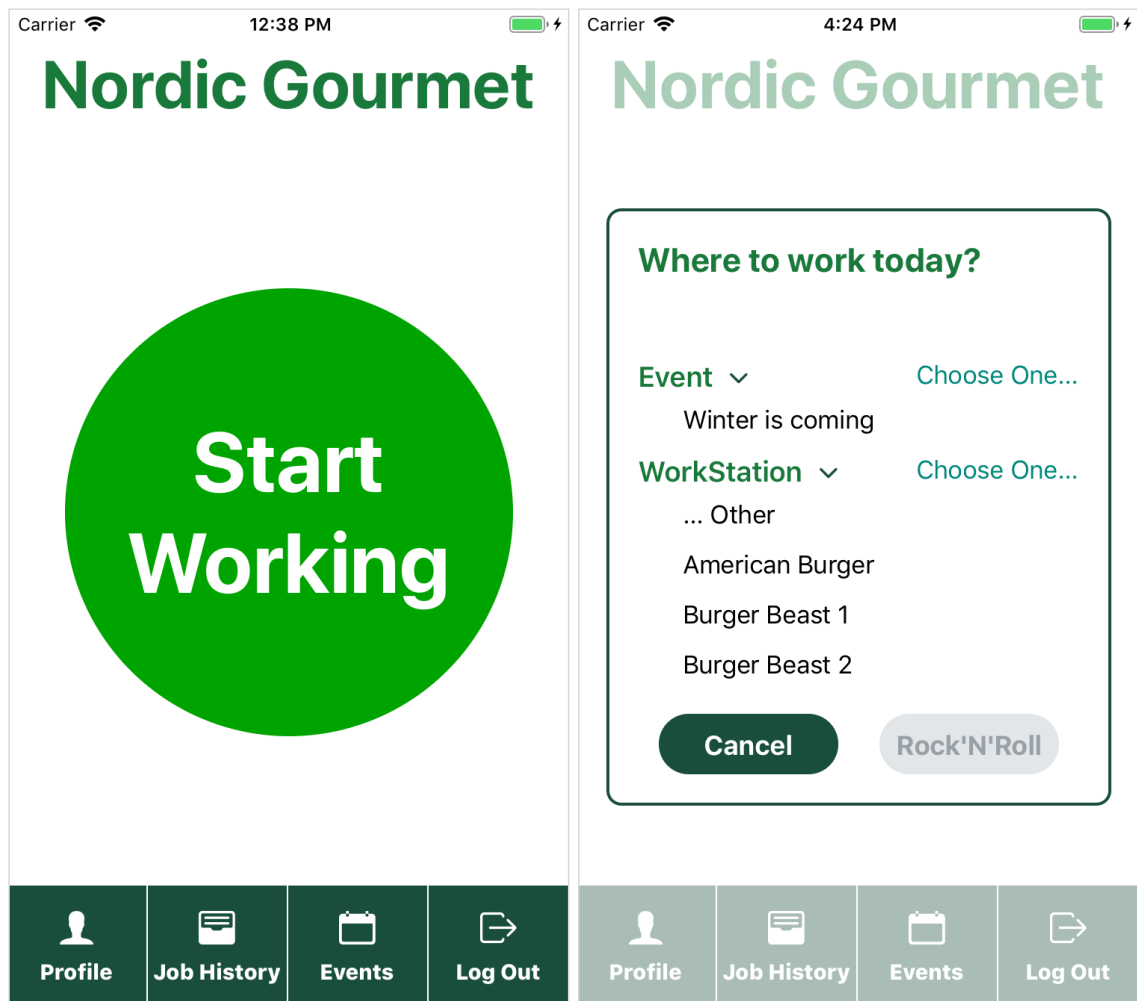 Carrier 12:38 PM
Nordic Gourmet
Start
Working
Profile Job History Events Log Out
Carrier 4:24 PM
Nordic Gourmet
Where to work today?
Event Choose One...
Winter is coming
WorkStation Choose One...
... Other
American Burger
Burger Beast 1
Burger Beast 2
Cancel Rock'N'Roll
Profile Job History Events Log Out